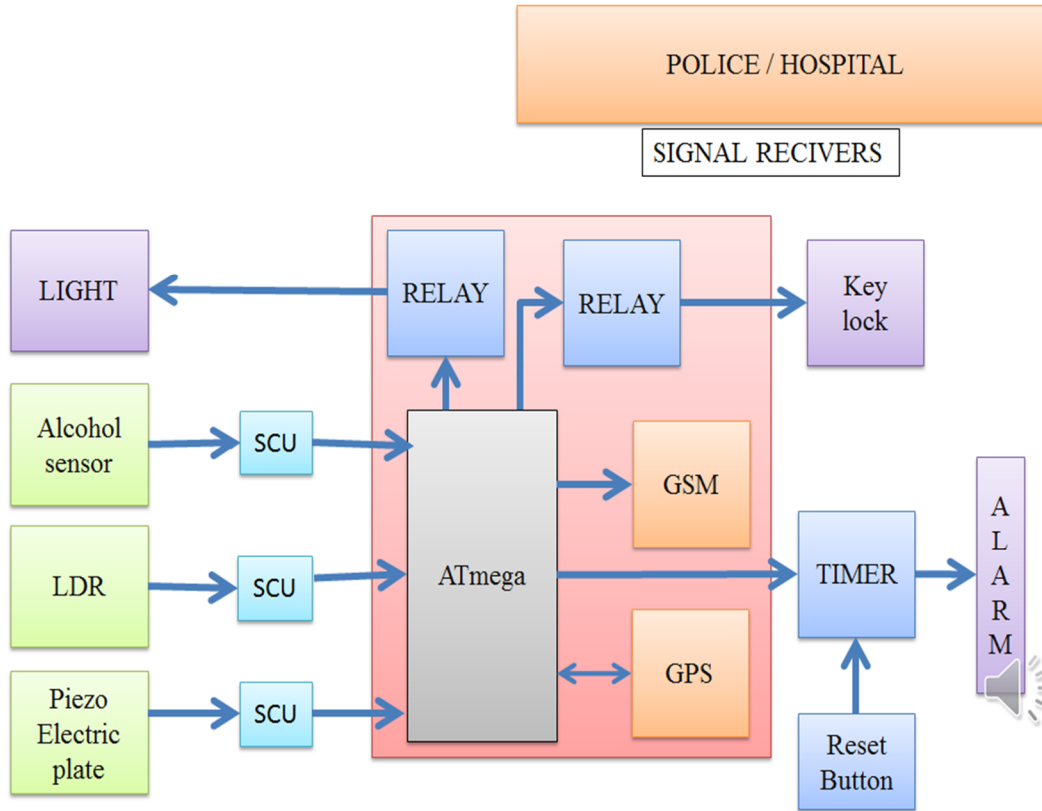 POLICE / HOSPITAL
SIGNAL RECIVERS
LIGHT
RELAY
RELAY
Key
lock
Alcohol
sensor
SCU
GSM
LDR
SCU
ATmega
TIMER
ALARM
Piezo
Electric
plate
SCU
GPS
Reset
Button